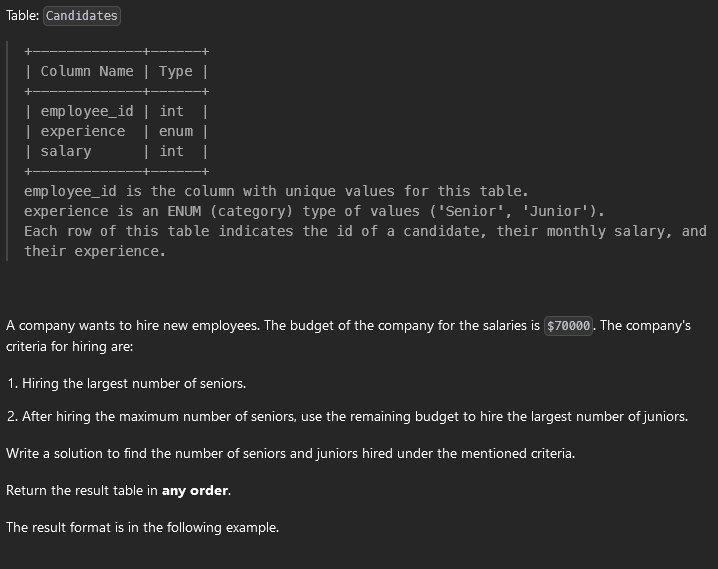 Table: Candidates
+-------------+------+
| Column Name | Type |
+-------------+------+
| employee_id | int  |
| experience  | enum |
| salary      | int  |
+-------------+------+
employee_id is the column with unique values for this table.
experience is an ENUM (category) type of values ('Senior', 'Junior').
Each row of this table indicates the id of a candidate, their monthly salary, and
their experience.
A company wants to hire new employees. The budget of the company for the salaries is $70000. The company's
criteria for hiring are:
1. Hiring the largest number of seniors.
2. After hiring the maximum number of seniors, use the remaining budget to hire the largest number of juniors.
Write a solution to find the number of seniors and juniors hired under the mentioned criteria.
Return the result table in any order.
The result format is in the following example.